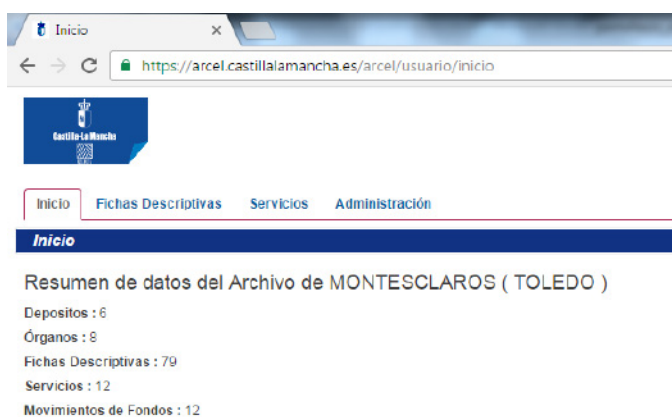 Inicio
https://arcel.castillalamancha.es/arcel/usuario/inicio
Castilla-La Mancha
Inicio Fichas Descriptivas Servicios Administración
Inicio
Resumen de datos del Archivo de MONTESCLAROS ( TOLEDO )
Depositos : 6
Órganos : 8
Fichas Descriptivas : 79
Servicios : 12
Movimientos de Fondos : 12